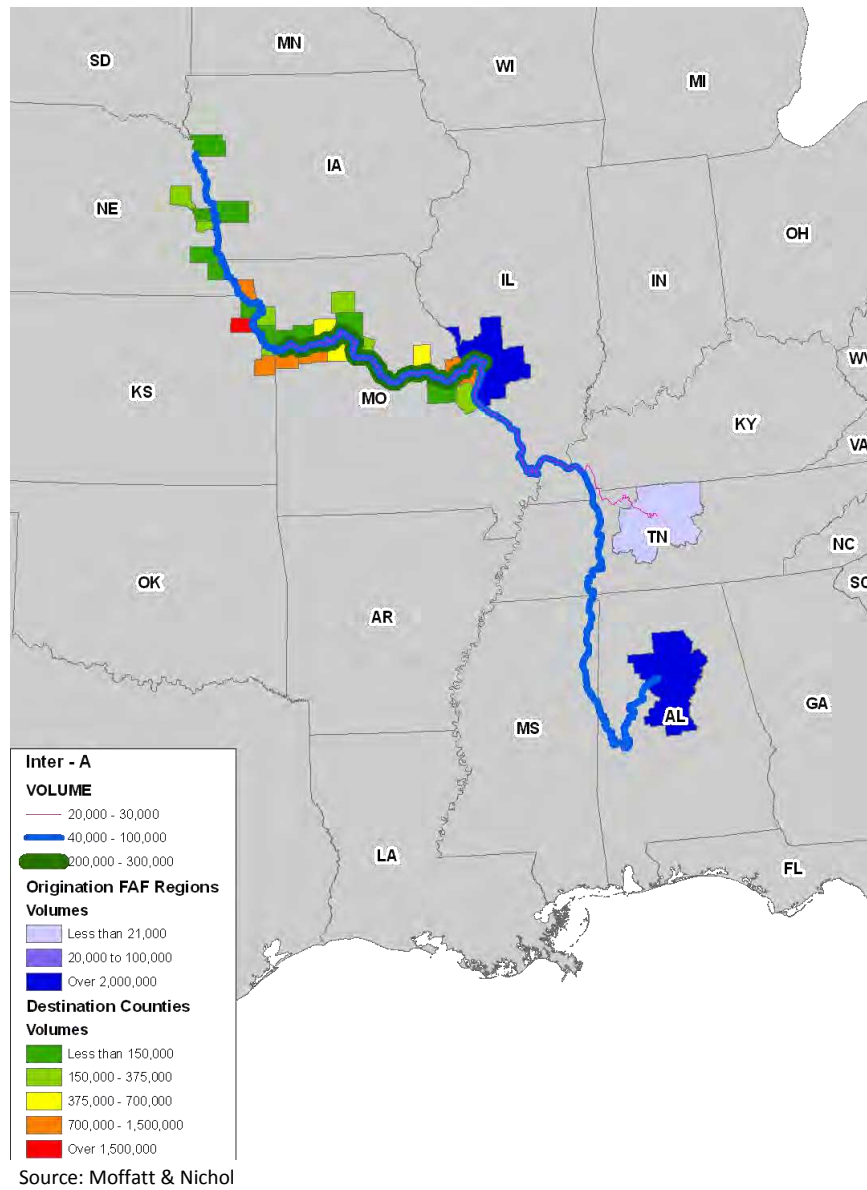 SD
MN
WI
MI
IA
NE
OH
IL
IN
WV
KS
MO
KY
VA
TN
NC
OK
SC
AR
MS
AL
GA
LA
FL
Inter - A
VOLUME
20,000 - 30,000
40,000 - 100,000
200,000 - 300,000
Origination FAF Regions
Volumes
Less than 21,000
20,000 to 100,000
Over 2,000,000
Destination Counties
Volumes
Less than 150,000
150,000 - 375,000
375,000 - 700,000
700,000 - 1,500,000
Over 1,500,000
Source: Moffatt & Nichol